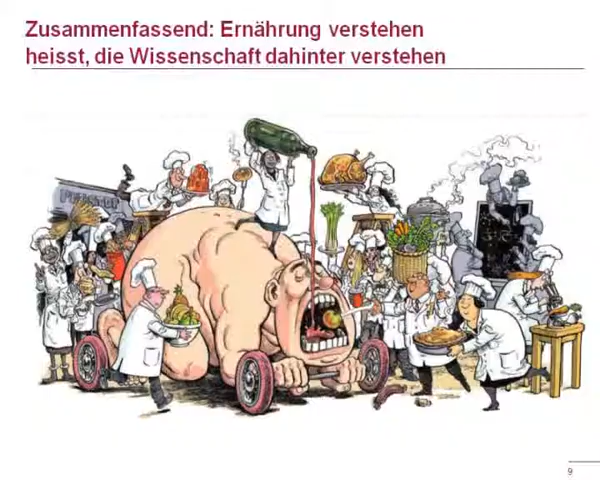 Zusammenfassend: Ernährung verstehen
heisst, die Wissenschaft dahinter verstehen
9